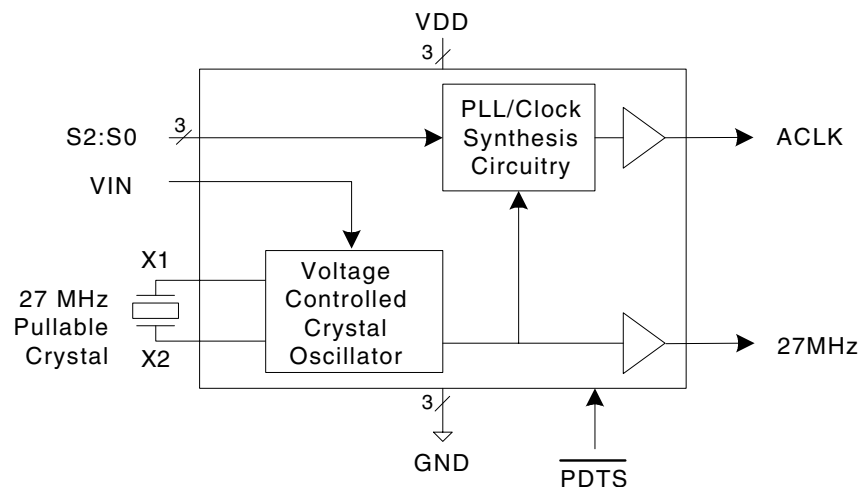 VDD
3
S2:S0
3
PLL/Clock
Synthesis
Circuitry
ACLK
VIN
X1
27 MHz
Pullable
Crystal
X2
Voltage
Controlled
Crystal
Oscillator
27MHz
3
GND
PDTS